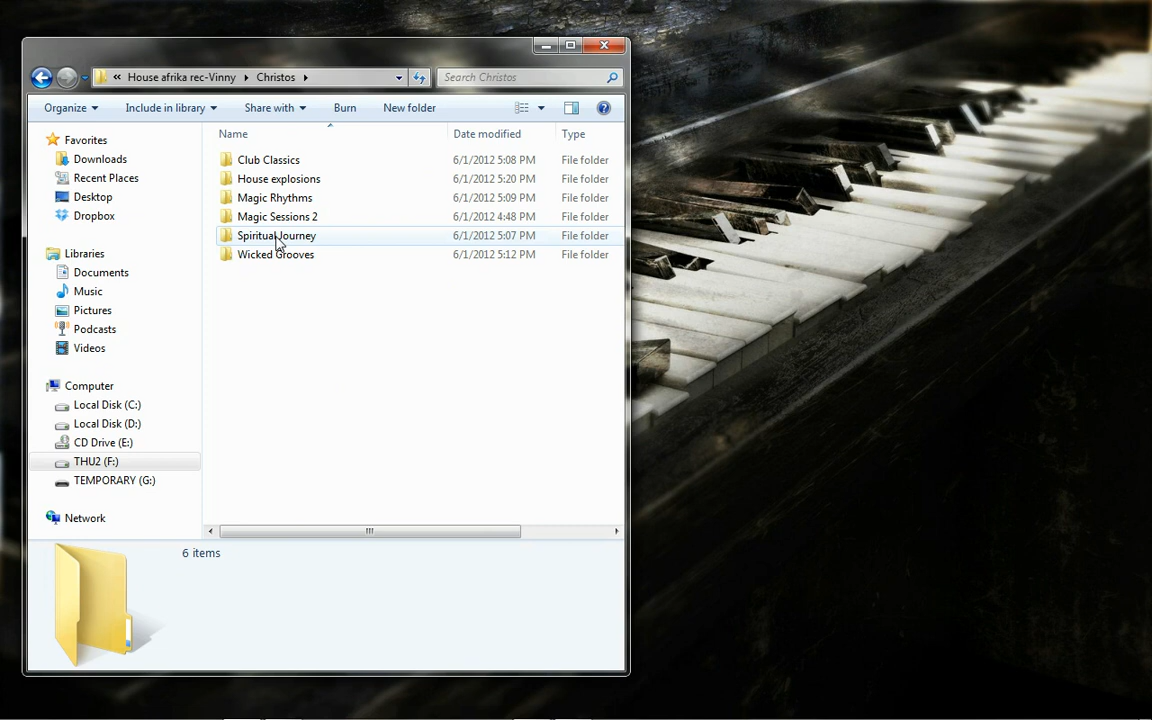 « House afrika rec-Vinny ▸ Christos ▸ Search Christos
Organize Include in library Share with Burn New folder
Name Date modified Type
Favorites
Downloads
Recent Places
Desktop
Dropbox
Libraries
Documents
Music
Pictures
Podcasts
Videos
Computer
Local Disk (C:)
Local Disk (D:)
CD Drive (E:)
THU2 (F:)
TEMPORARY (G:)
Network
Club Classics 6/1/2012 5:08 PM File folder
House explosions 6/1/2012 5:20 PM File folder
Magic Rhythms 6/1/2012 5:09 PM File folder
Magic Sessions 2 6/1/2012 4:48 PM File folder
Spiritual Journey 6/1/2012 5:07 PM File folder
Wicked Grooves 6/1/2012 5:12 PM File folder
6 items